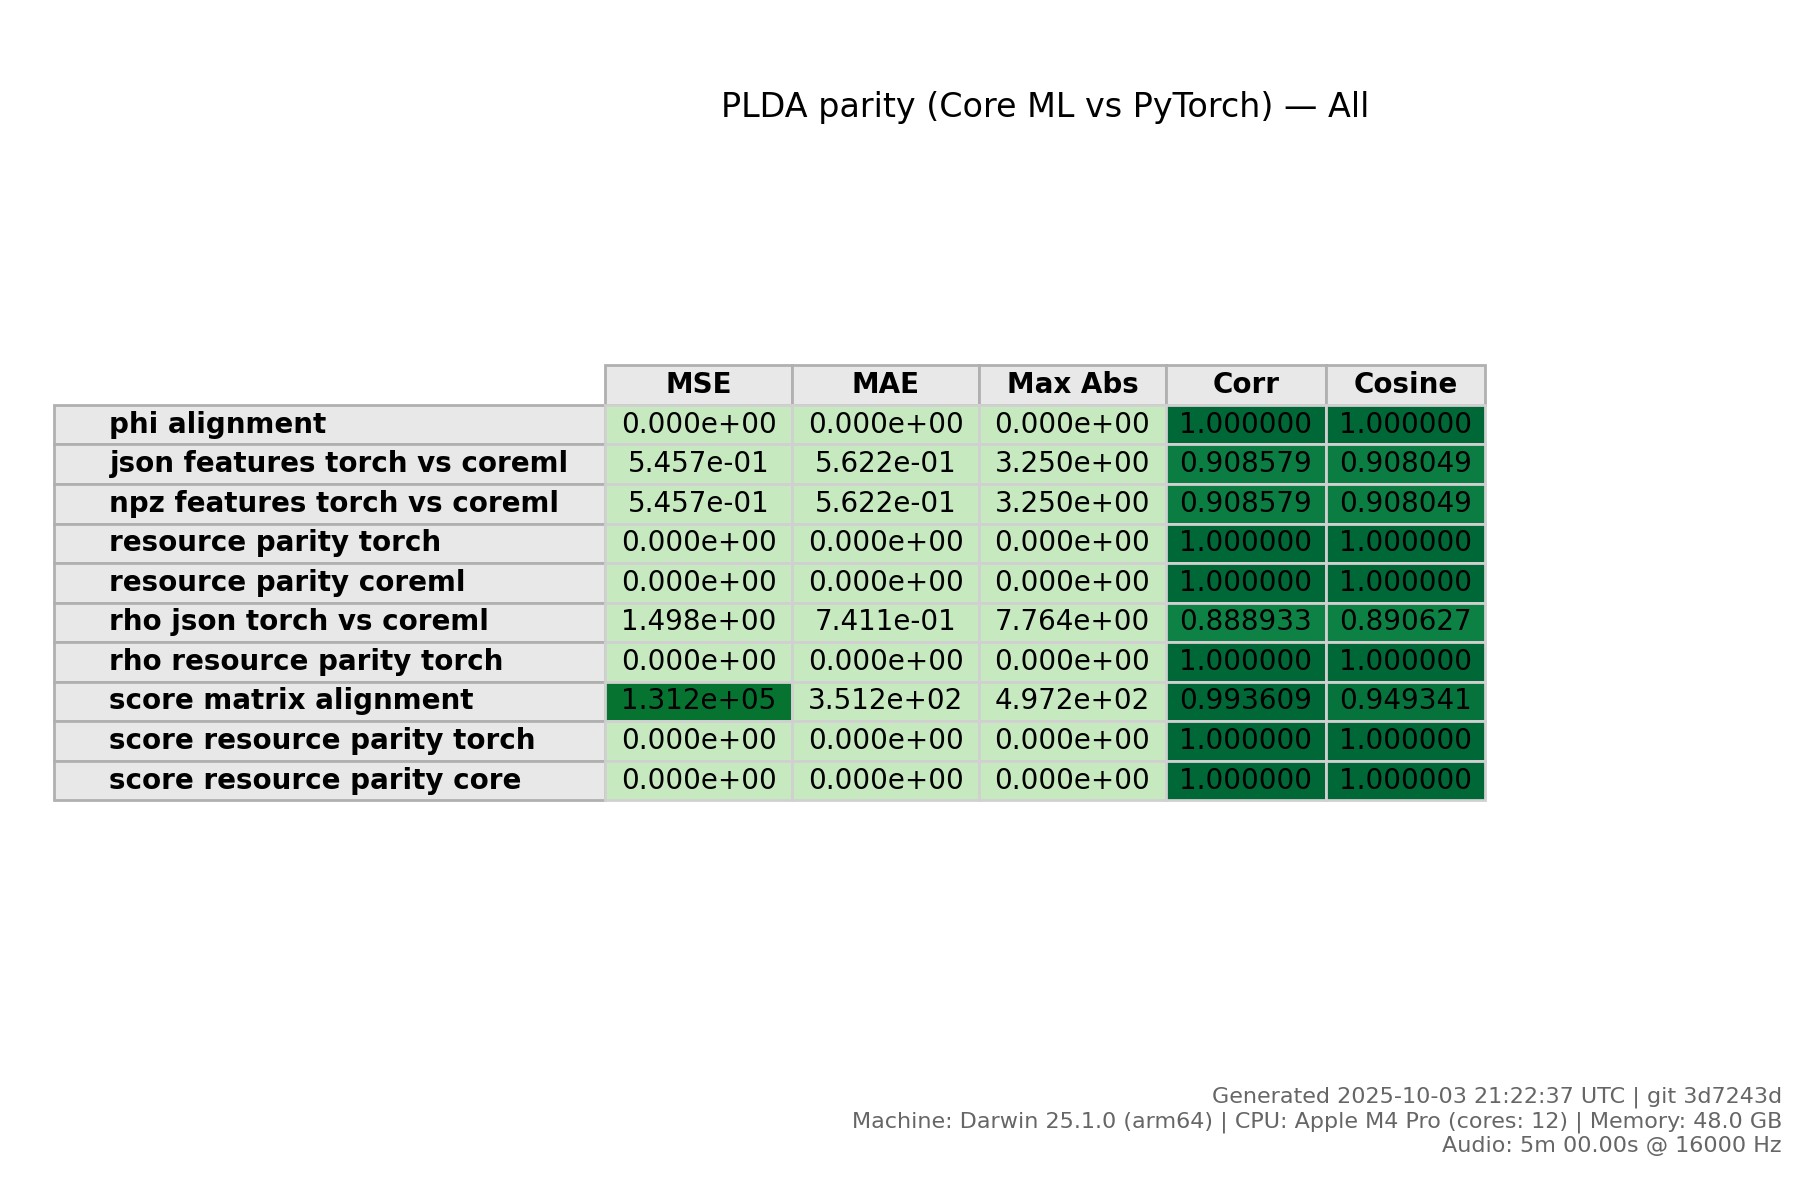 PLDA parity (Core ML vs PyTorch) — All
MSE MAE Max Abs Corr Cosine
phi alignment 0.000e+00 0.000e+00 0.000e+00 1.000000 1.000000
json features torch vs coreml 5.457e-01 5.622e-01 3.250e+00 0.908579 0.908049
npz features torch vs coreml 5.457e-01 5.622e-01 3.250e+00 0.908579 0.908049
resource parity torch 0.000e+00 0.000e+00 0.000e+00 1.000000 1.000000
resource parity coreml 0.000e+00 0.000e+00 0.000e+00 1.000000 1.000000
rho json torch vs coreml 1.498e+00 7.411e-01 7.764e+00 0.888933 0.890627
rho resource parity torch 0.000e+00 0.000e+00 0.000e+00 1.000000 1.000000
score matrix alignment 1.312e+05 3.512e+02 4.972e+02 0.993609 0.949341
score resource parity torch 0.000e+00 0.000e+00 0.000e+00 1.000000 1.000000
score resource parity core 0.000e+00 0.000e+00 0.000e+00 1.000000 1.000000
Generated 2025-10-03 21:22:37 UTC | git 3d7243d
Machine: Darwin 25.1.0 (arm64) | CPU: Apple M4 Pro (cores: 12) | Memory: 48.0 GB
Audio: 5m 00.00s @ 16000 Hz